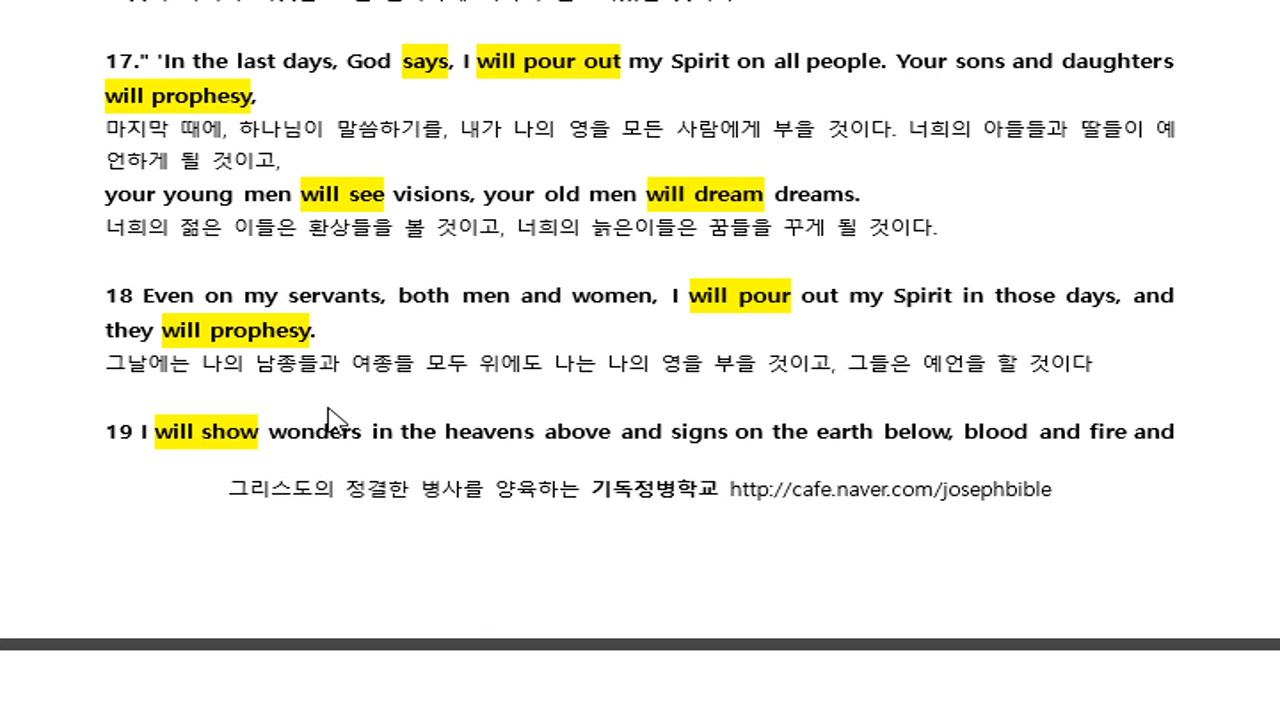 17." 'In the last days, God says, I will pour out my Spirit on all people. Your sons and daughters
will prophesy,
마지막 때에, 하나님이 말씀하기를, 내가 나의 영을 모든 사람에게 부을 것이다. 너희의 아들들과 딸들이 예
언하게 될 것이고,
your young men will see visions, your old men will dream dreams.
너희의 젊은 이들은 환상들을 볼 것이고, 너희의 늙은이들은 꿈들을 꾸게 될 것이다.
18 Even on my servants, both men and women, I will pour out my Spirit in those days, and
they will prophesy.
그날에는 나의 남종들과 여종들 모두 위에도 나는 나의 영을 부을 것이고, 그들은 예언을 할 것이다
19 I will show wonders in the heavens above and signs on the earth below, blood and fire and
그리스도의 정결한 병사를 양육하는 기독정병학교 http://cafe.naver.com/josephbible